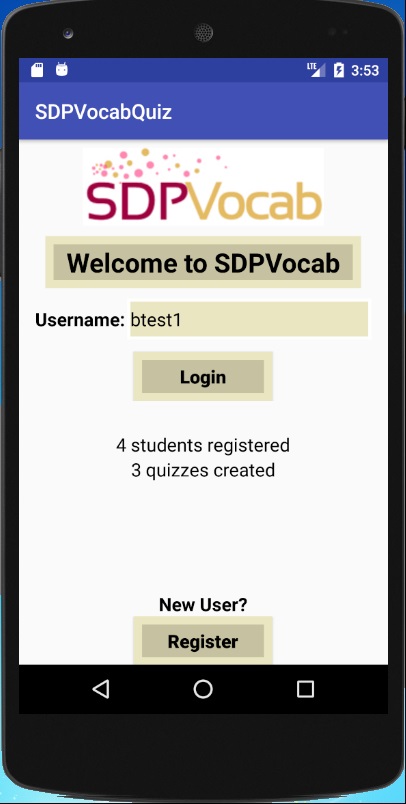 LTE 3:53
SDPVocabQuiz
SDPVocab
Welcome to SDPVocab
Username: btest1
Login
4 students registered
3 quizzes created
New User?
Register